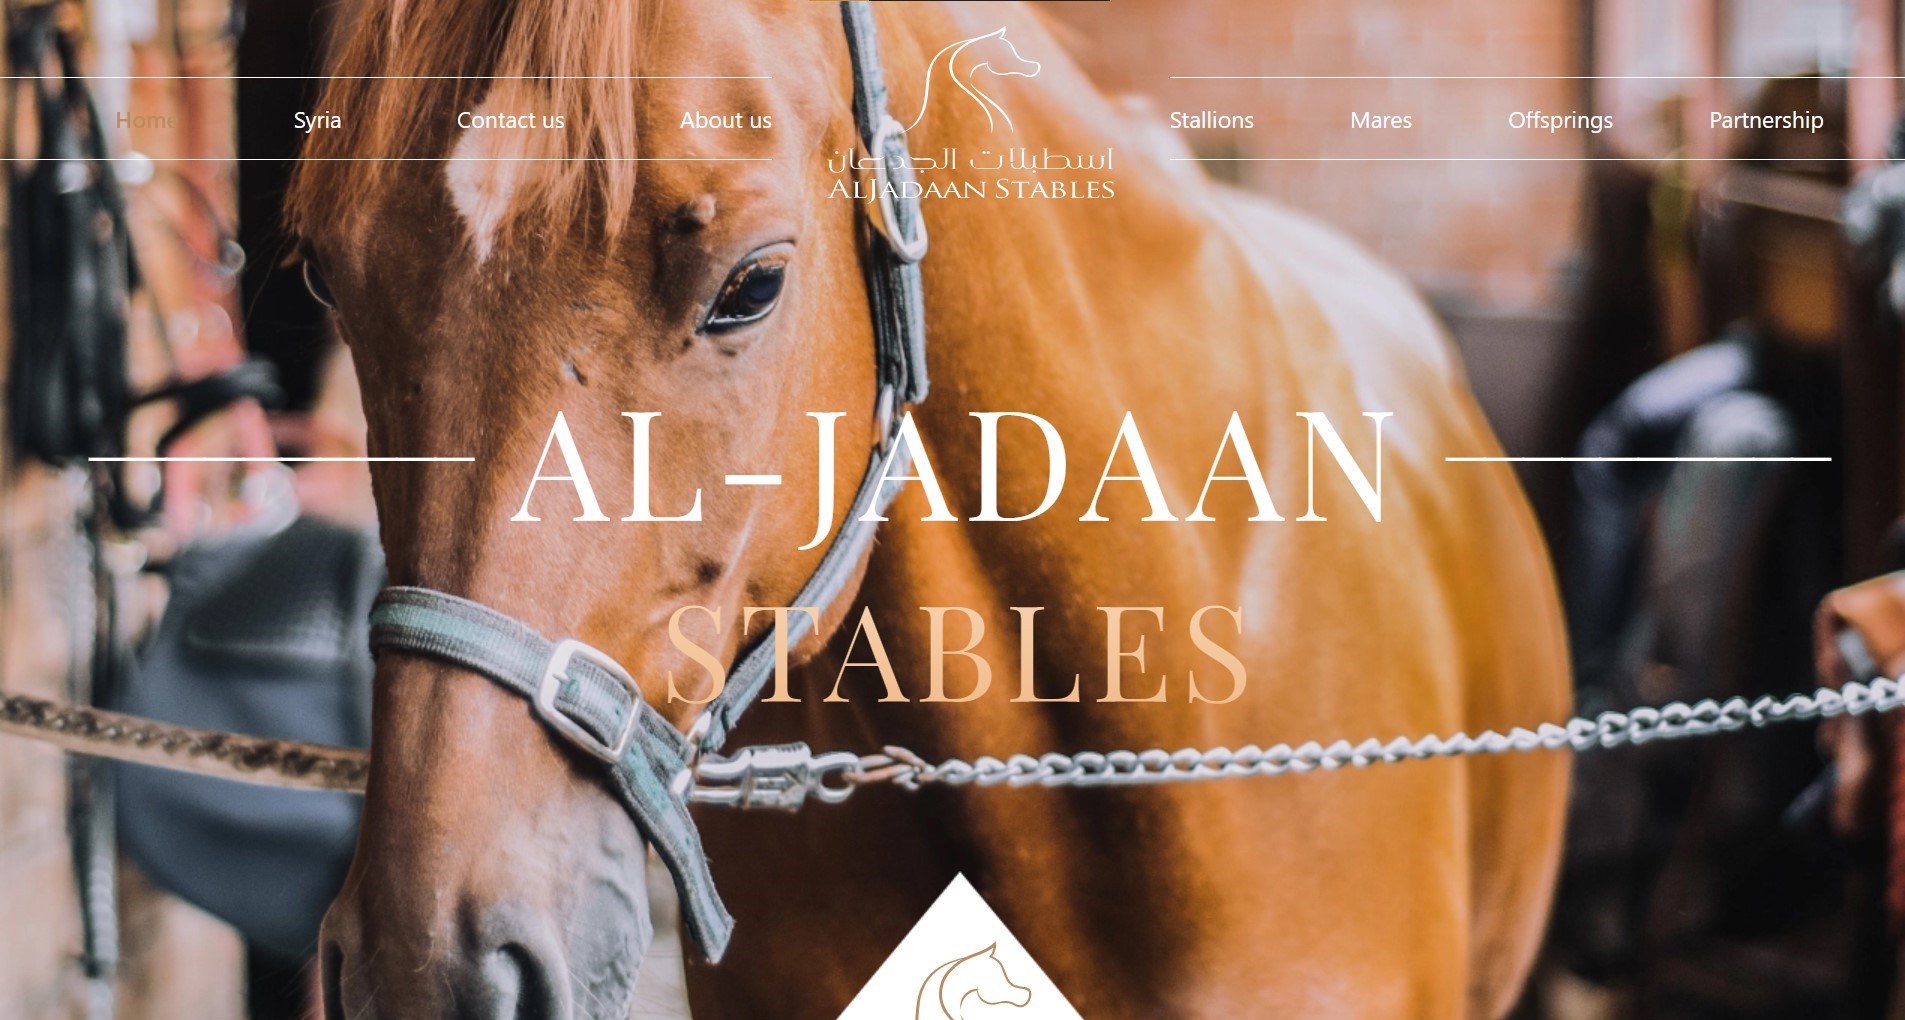 Home Syria Contact us About us
اسطبلات الجدعان
ALJADAAN STABLES
Stallions Mares Offsprings Partnership
AL-JADAAN
STABLES